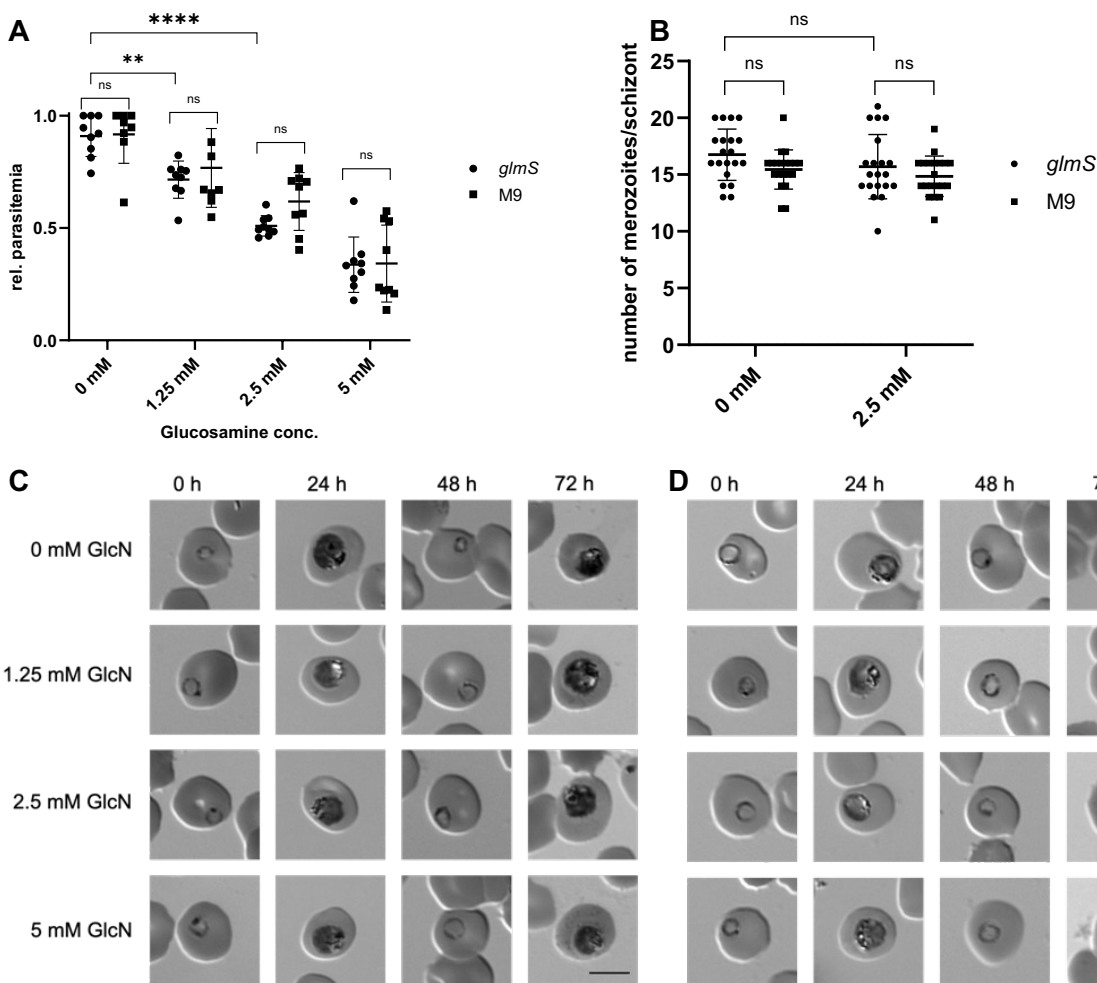 A
****
**
ns
ns
ns
ns
1.0
0.5
0.0
rel. parasitemia
0 mM
1.25 mM
2.5 mM
5 mM
Glucosamine conc.
glmS
M9
B
ns
ns
ns
25
20
15
10
5
0
number of merozoites/schizont
0 mM
2.5 mM
glmS
M9
C
0 h
24 h
48 h
72 h
0 mM GlcN
1.25 mM GlcN
2.5 mM GlcN
5 mM GlcN
D
0 h
24 h
48 h